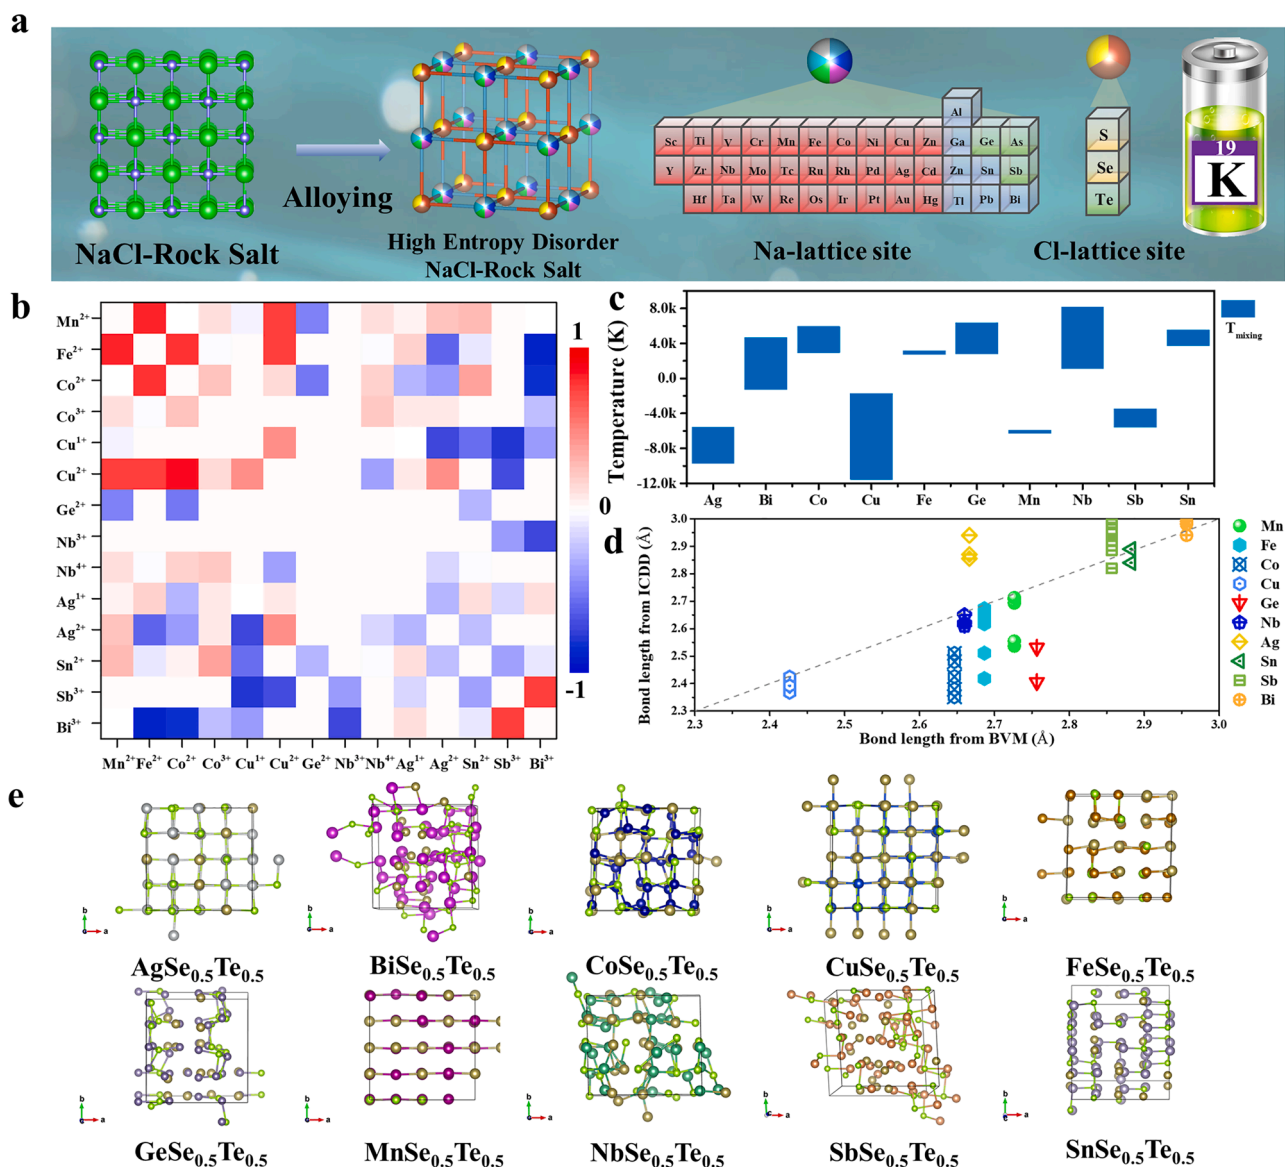 a
NaCl-Rock Salt
Alloying
High Entropy Disorder
NaCl-Rock Salt
Al
Sc Ti V Cr Mn Fe Co Ni Cu Zn Ga Ge As
Y Zr Nb Mo Tc Ru Rh Pd Ag Cd Zn Sn Sb
Hf Ta W Re Os Ir Pt Au Hg Tl Pb Bi
Na-lattice site
S
Se
Te
Cl-lattice site
19
K
b
Mn²⁺
Fe²⁺
Co²⁺
Co³⁺
Cu¹⁺
Cu²⁺
Ge²⁺
Nb³⁺
Nb⁴⁺
Ag¹⁺
Ag²⁺
Sn²⁺
Sb³⁺
Bi³⁺
Mn²⁺ Fe²⁺ Co²⁺ Co³⁺ Cu¹⁺ Cu²⁺ Ge²⁺ Nb³⁺ Nb⁴⁺ Ag¹⁺ Ag²⁺ Sn²⁺ Sb³⁺ Bi³⁺
1
0
-1
c
Temperature (K)
8.0k
4.0k
0.0
-4.0k
-8.0k
-12.0k
Ag Bi Co Cu Fe Ge Mn Nb Sb Sn
Tₘᵢₓᵢₙg
d
Bond length from ICDD (Å)
3.0
2.9
2.8
2.7
2.6
2.5
2.4
2.3
2.3 2.4 2.5 2.6 2.7 2.8 2.9 3.0
Bond length from BVM (Å)
Mn
Fe
Co
Cu
Ge
Nb
Ag
Sn
Sb
Bi
e
b
c a
b
c a
b
c a
b
c a
b
c a
AgSe₀.₅Te₀.₅ BiSe₀.₅Te₀.₅ CoSe₀.₅Te₀.₅ CuSe₀.₅Te₀.₅ FeSe₀.₅Te₀.₅
b
c a
b
c a
b
c a
b
c a
b
c a
GeSe₀.₅Te₀.₅ MnSe₀.₅Te₀.₅ NbSe₀.₅Te₀.₅ SbSe₀.₅Te₀.₅ SnSe₀.₅Te₀.₅